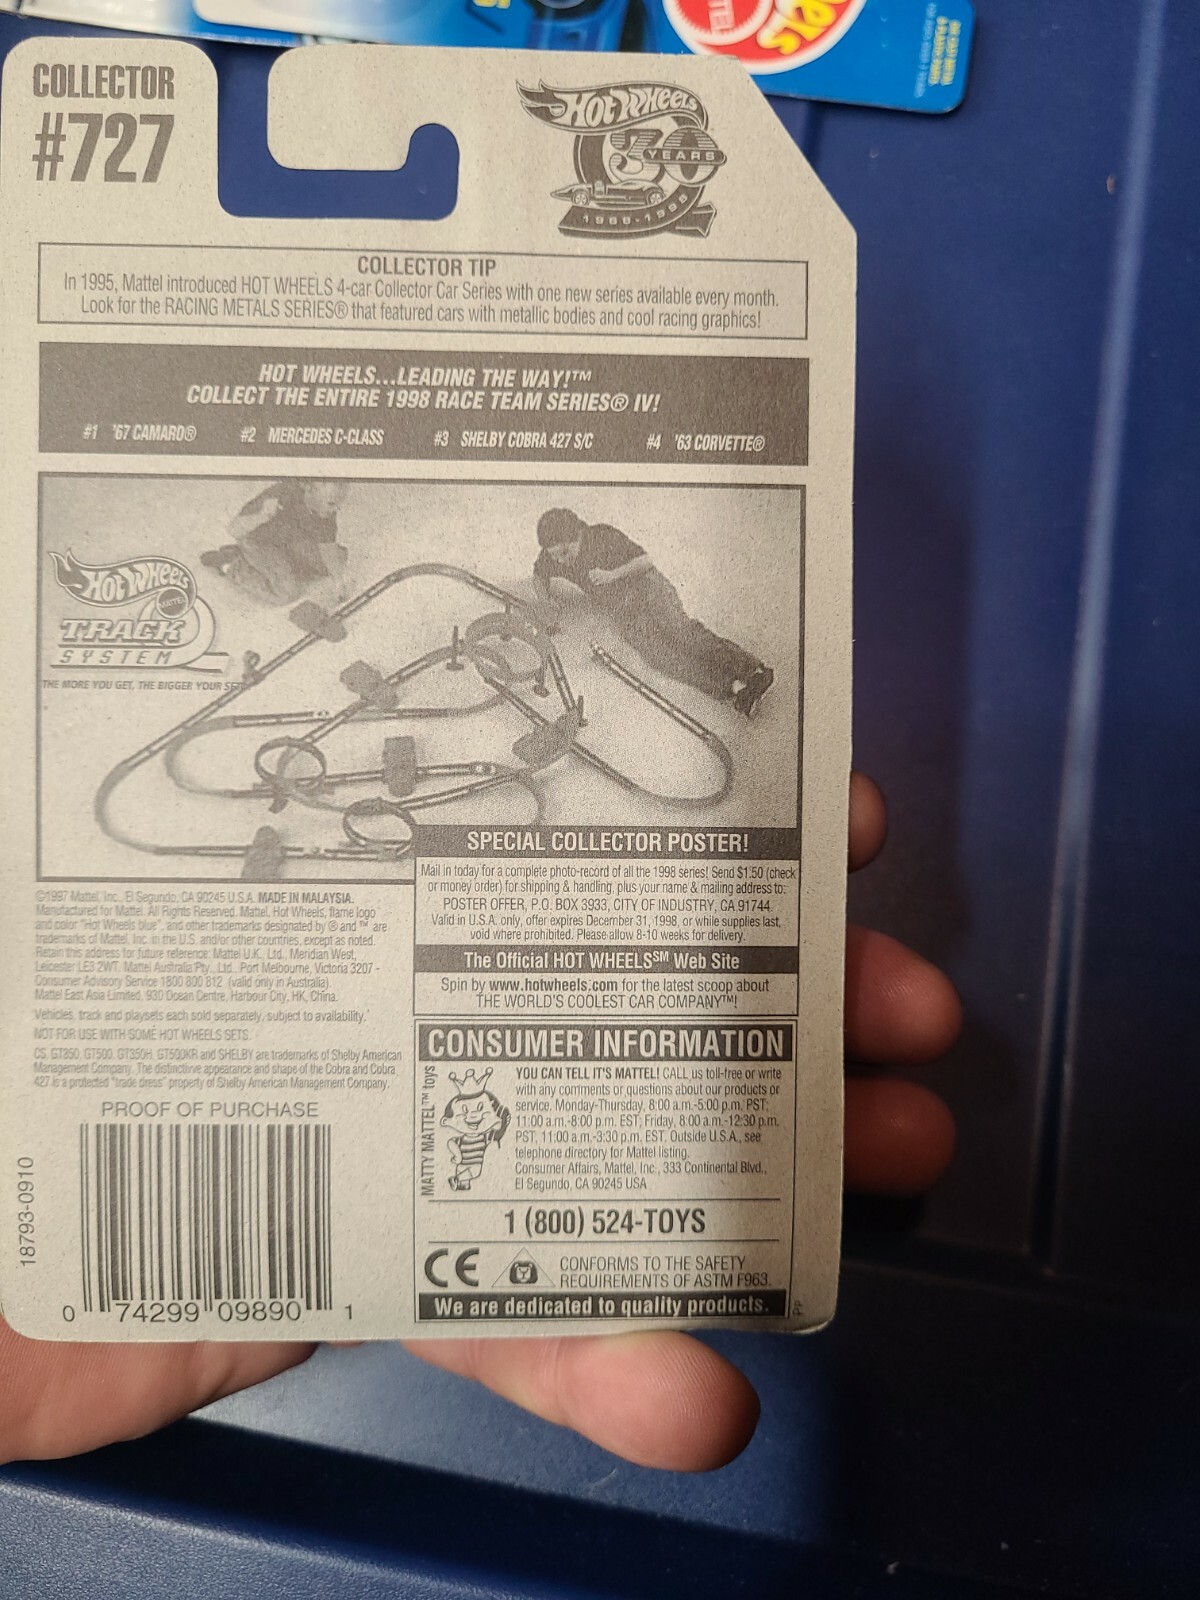 COLLECTOR
#727
HOT WHEELS
30
YEARS
1968-1998
COLLECTOR TIP
In 1995, Mattel introduced HOT WHEELS 4-car Collector Car Series with one new series available every month.
Look for the RACING METALS SERIES® that featured cars with metallic bodies and cool racing graphics!
HOT WHEELS...LEADING THE WAY!™
COLLECT THE ENTIRE 1998 RACE TEAM SERIES® IV!
#1 '67 CAMARO® #2 MERCEDES C-CLASS #3 SHELBY COBRA 427 S/C #4 '63 CORVETTE®
HOT WHEELS
MATTEL
TRACK
SYSTEM
THE MORE YOU GET, THE BIGGER YOUR SET
SPECIAL COLLECTOR POSTER!
Mail in today for a complete photo-record of all the 1998 series! Send $1.50 (check
or money order) for shipping & handling, plus your name & mailing address to:
POSTER OFFER, P.O. BOX 3933, CITY OF INDUSTRY, CA 91744.
Valid in U.S.A. only, offer expires December 31, 1998, or while supplies last,
void where prohibited. Please allow 8-10 weeks for delivery.
The Official HOT WHEELS℠ Web Site
Spin by www.hotwheels.com for the latest scoop about
THE WORLD'S COOLEST CAR COMPANY™!
©1997 Mattel, Inc., El Segundo, CA 90245 U.S.A. MADE IN MALAYSIA.
Manufactured for Mattel. All Rights Reserved. Mattel, Hot Wheels, flame logo
and color "Hot Wheels blue", and other trademarks designated by ® and ™ are
trademarks of Mattel, Inc. in the U.S. and/or other countries, except as noted.
Retain this address for future reference: Mattel U.K. Ltd., Meridian West,
Leicester LE3 2WT. Mattel Australia Pty., Ltd., Port Melbourne, Victoria 3207 -
Consumer Advisory Service 1800 800 812 (valid only in Australia).
Mattel East Asia Limited, 930 Ocean Centre, Harbour City, HK, China.
Vehicles, track and playsets each sold separately, subject to availability.
NOT FOR USE WITH SOME HOT WHEELS SETS.
CS, GT350, GT500, GT350H, GT500KR and SHELBY are trademarks of Shelby American
Management Company. The distinctive appearance and shape of the Cobra and Cobra
427 is a protected "trade dress" property of Shelby American Management Company.
PROOF OF PURCHASE
18793-0910
0 74299 09890 1
CONSUMER INFORMATION
MATTY MATTEL™ toys
YOU CAN TELL IT'S MATTEL! CALL us toll-free or write
with any comments or questions about our products or
service. Monday-Thursday, 8:00 a.m.-5:00 p.m. PST;
11:00 a.m.-8:00 p.m. EST; Friday, 8:00 a.m.-12:30 p.m.
PST, 11:00 a.m.-3:30 p.m. EST. Outside U.S.A., see
telephone directory for Mattel listing.
Consumer Affairs, Mattel, Inc., 333 Continental Blvd.,
El Segundo, CA 90245 USA
1 (800) 524-TOYS
CE
CONFORMS TO THE SAFETY
REQUIREMENTS OF ASTM F963.
We are dedicated to quality products.